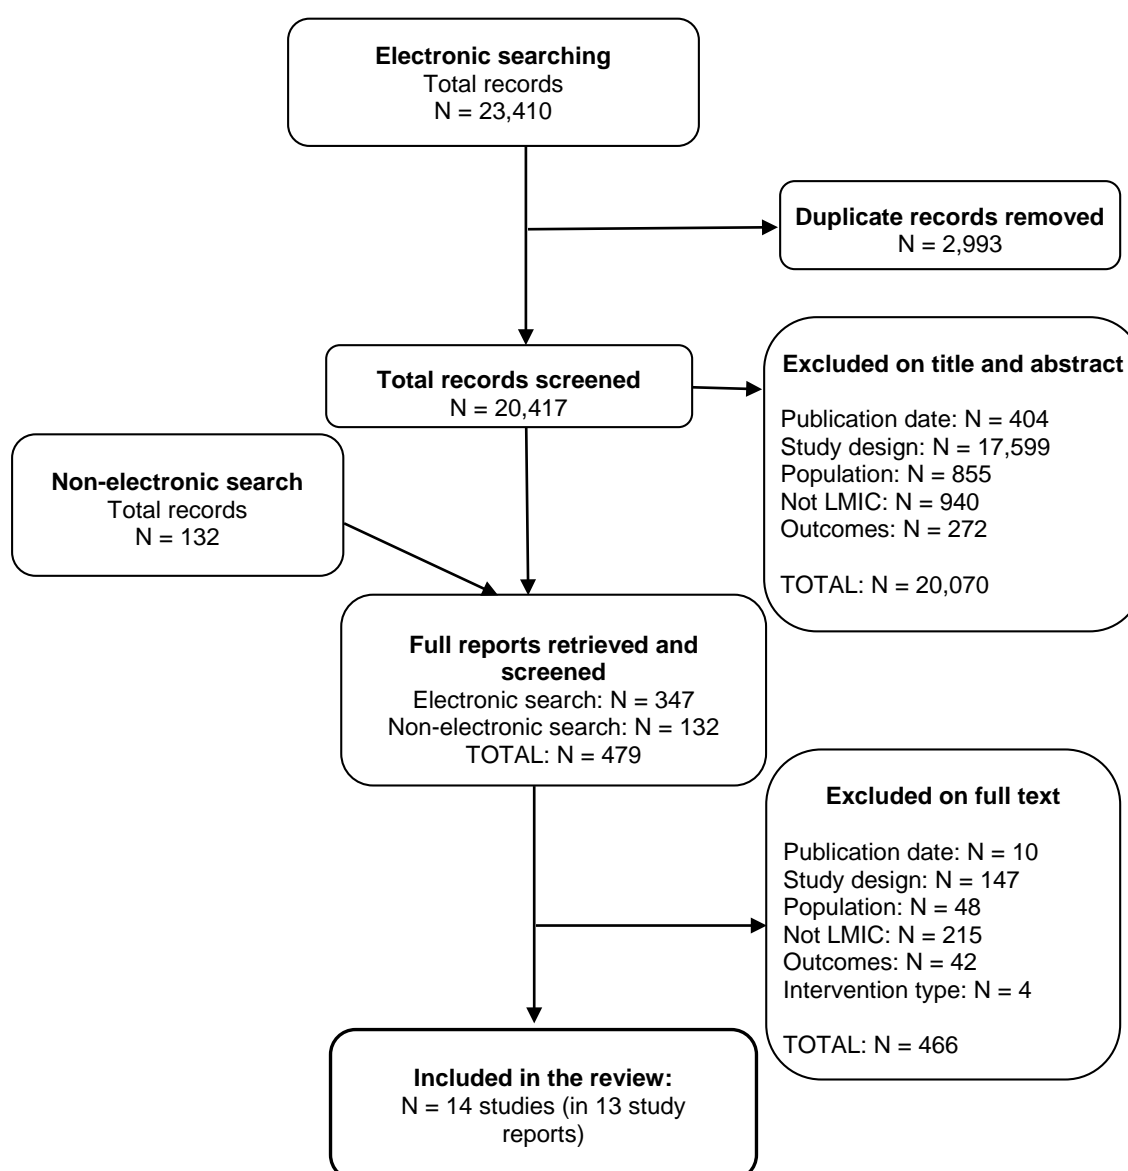 Electronic searching
Total records
N = 23,410
Duplicate records removed
N = 2,993
Total records screened
N = 20,417
Excluded on title and abstract
Publication date: N = 404
Study design: N = 17,599
Population: N = 855
Not LMIC: N = 940
Outcomes: N = 272
TOTAL: N = 20,070
Non-electronic search
Total records
N = 132
Full reports retrieved and
screened
Electronic search: N = 347
Non-electronic search: N = 132
TOTAL: N = 479
Excluded on full text
Publication date: N = 10
Study design: N = 147
Population: N = 48
Not LMIC: N = 215
Outcomes: N = 42
Intervention type: N = 4
TOTAL: N = 466
Included in the review:
N = 14 studies (in 13 study
reports)